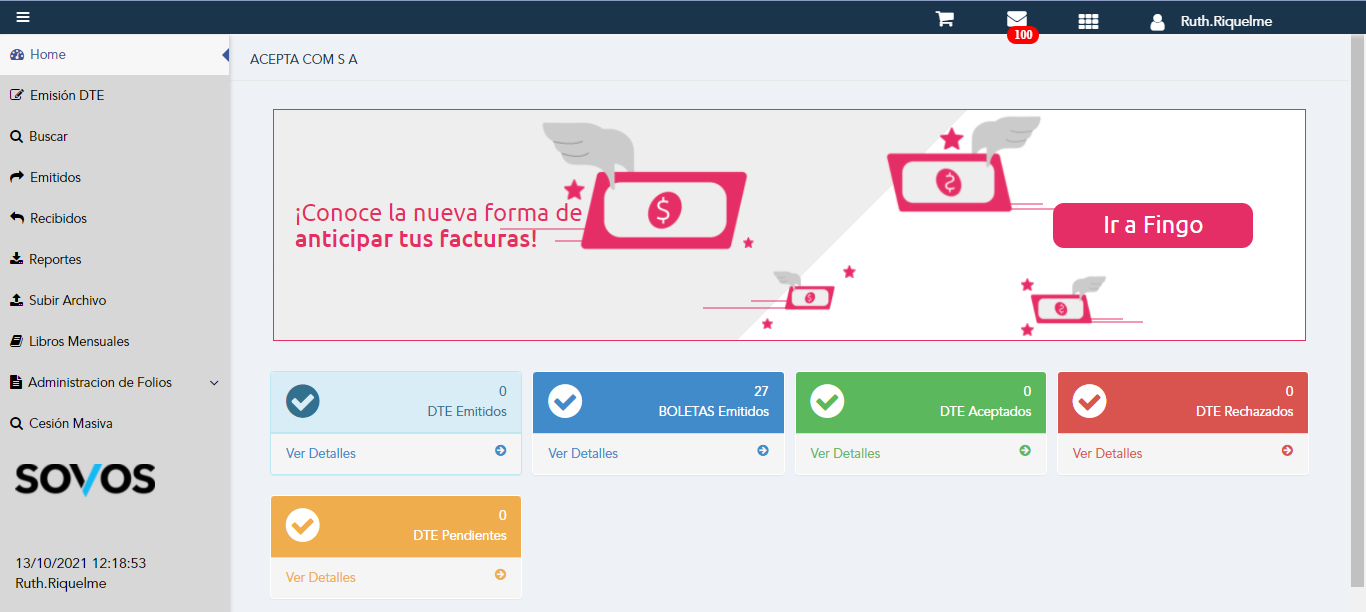 100
Ruth.Riquelme
Home
Emisión DTE
Buscar
Emitidos
Recibidos
Reportes
Subir Archivo
Libros Mensuales
Administracion de Folios
Cesión Masiva
SOVOS
13/10/2021 12:18:53
Ruth.Riquelme
ACEPTA COM S A
¡Conoce la nueva forma de
anticipar tus facturas!
$
$
$
$
Ir a Fingo
0
DTE Emitidos
Ver Detalles
27
BOLETAS Emitidos
Ver Detalles
0
DTE Aceptados
Ver Detalles
0
DTE Rechazados
Ver Detalles
0
DTE Pendientes
Ver Detalles